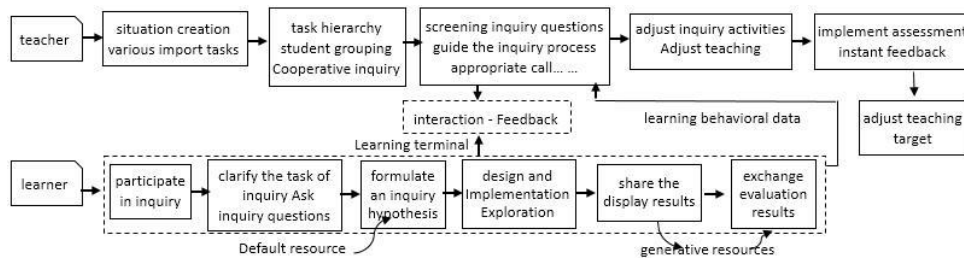 teacher
situation creation
various import tasks
task hierarchy
student grouping
Cooperative inquiry
screening inquiry questions
guide the inquiry process
appropriate call... ...
adjust inquiry activities
Adjust teaching
implement assessment
instant feedback
interaction - Feedback
learning behavioral data
adjust teaching
target
Learning terminal
learner
participate
in inquiry
clarify the task of
inquiry Ask
inquiry questions
formulate
an inquiry
hypothesis
design and
Implementation
Exploration
share the
display results
exchange
evaluation
results
Default resource
generative resources